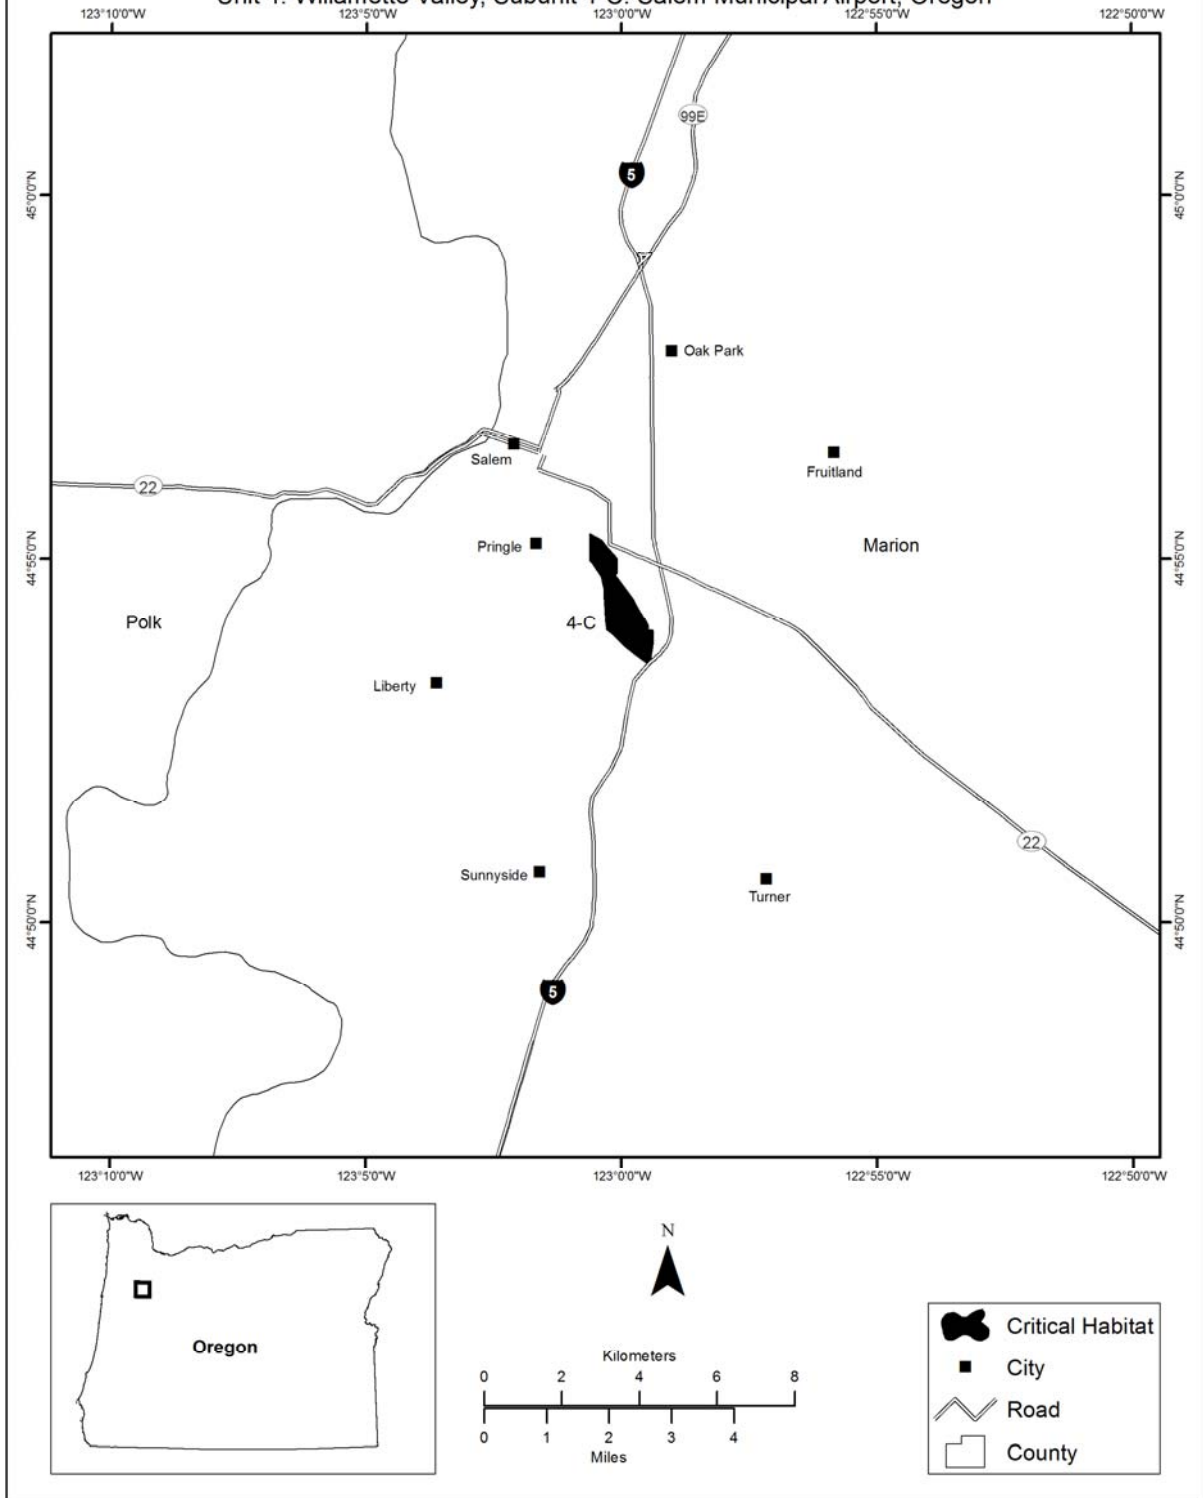 Unit 4: Willamette Valley, Subunit 4-C: Salem Municipal Airport, Oregon
123°10'0"W 123°5'0"W 123°0'0"W 122°55'0"W 122°50'0"W
99E
5
45°0'0"N 45°0'0"N
Oak Park
Salem
Fruitland
22
Pringle
Marion
44°55'0"N 44°55'0"N
Polk
4-C
Liberty
22
Sunnyside
Turner
44°50'0"N 44°50'0"N
5
123°10'0"W 123°5'0"W 123°0'0"W 122°55'0"W 122°50'0"W
Oregon
N
Kilometers
0 2 4 6 8
0 1 2 3 4
Miles
Critical Habitat
City
Road
County